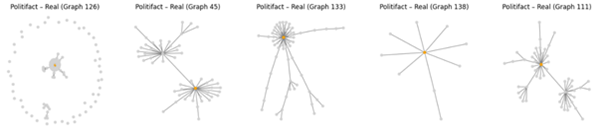 Politifact – Real (Graph 126)
Politifact – Real (Graph 45)
Politifact – Real (Graph 133)
Politifact – Real (Graph 138)
Politifact – Real (Graph 111)